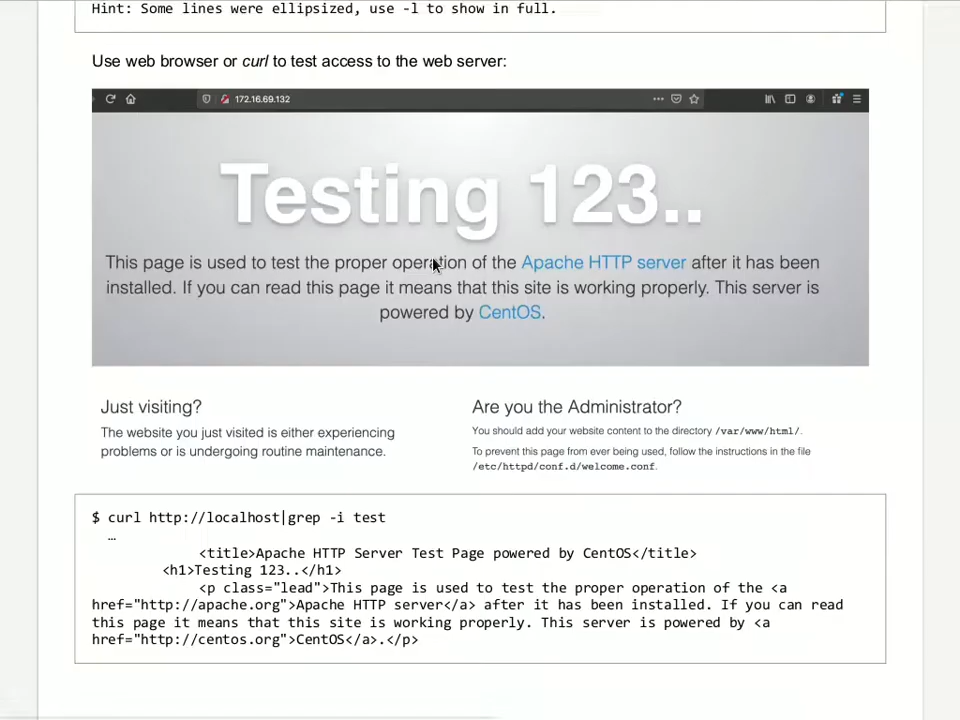 Hint: Some lines were ellipsized, use -l to show in full.
Use web browser or curl to test access to the web server:
172.16.69.132
Testing 123..
This page is used to test the proper operation of the Apache HTTP server after it has been
installed. If you can read this page it means that this site is working properly. This server is
powered by CentOS.
Just visiting?
The website you just visited is either experiencing
problems or is undergoing routine maintenance.
Are you the Administrator?
You should add your website content to the directory /var/www/html/.
To prevent this page from ever being used, follow the instructions in the file
/etc/httpd/conf.d/welcome.conf.
$ curl http://localhost|grep -i test
…
<title>Apache HTTP Server Test Page powered by CentOS</title>
<h1>Testing 123..</h1>
<p class="lead">This page is used to test the proper operation of the <a
href="http://apache.org">Apache HTTP server</a> after it has been installed. If you can read
this page it means that this site is working properly. This server is powered by <a
href="http://centos.org">CentOS</a>.</p>